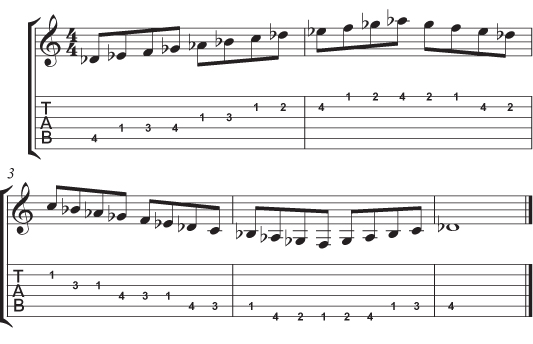 4
4
1 2 4 2 1
T 1 2 4 4 2
1 3
A 1 3 4
B 4
3
T 1
3 1
A 4 3 1
B 4 3 1 1 3 4
4 2 1 2 4